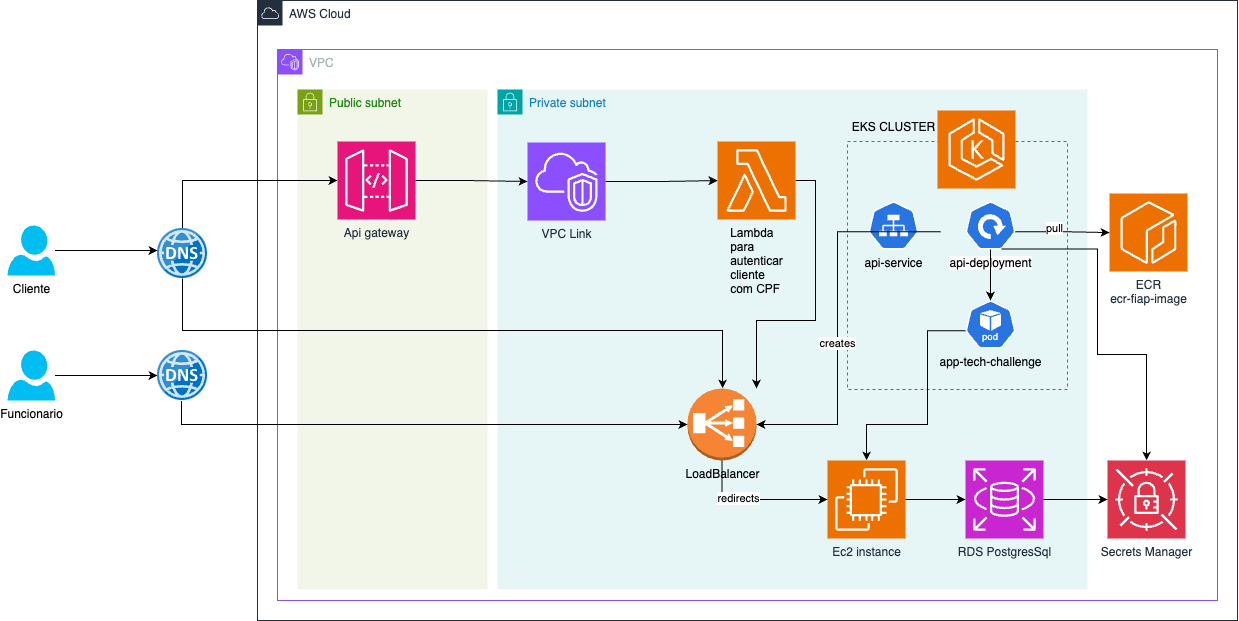 AWS Cloud
VPC
Public subnet
Private subnet
EKS CLUSTER
Api gateway
VPC Link
Lambda
para
autenticar
cliente
com CPF
pull
api-service
api-deployment
ECR
ecr-fiap-image
DNS
Cliente
creates
pod
app-tech-challenge
DNS
Funcionario
LoadBalancer
redirects
Ec2 instance
RDS PostgresSql
Secrets Manager